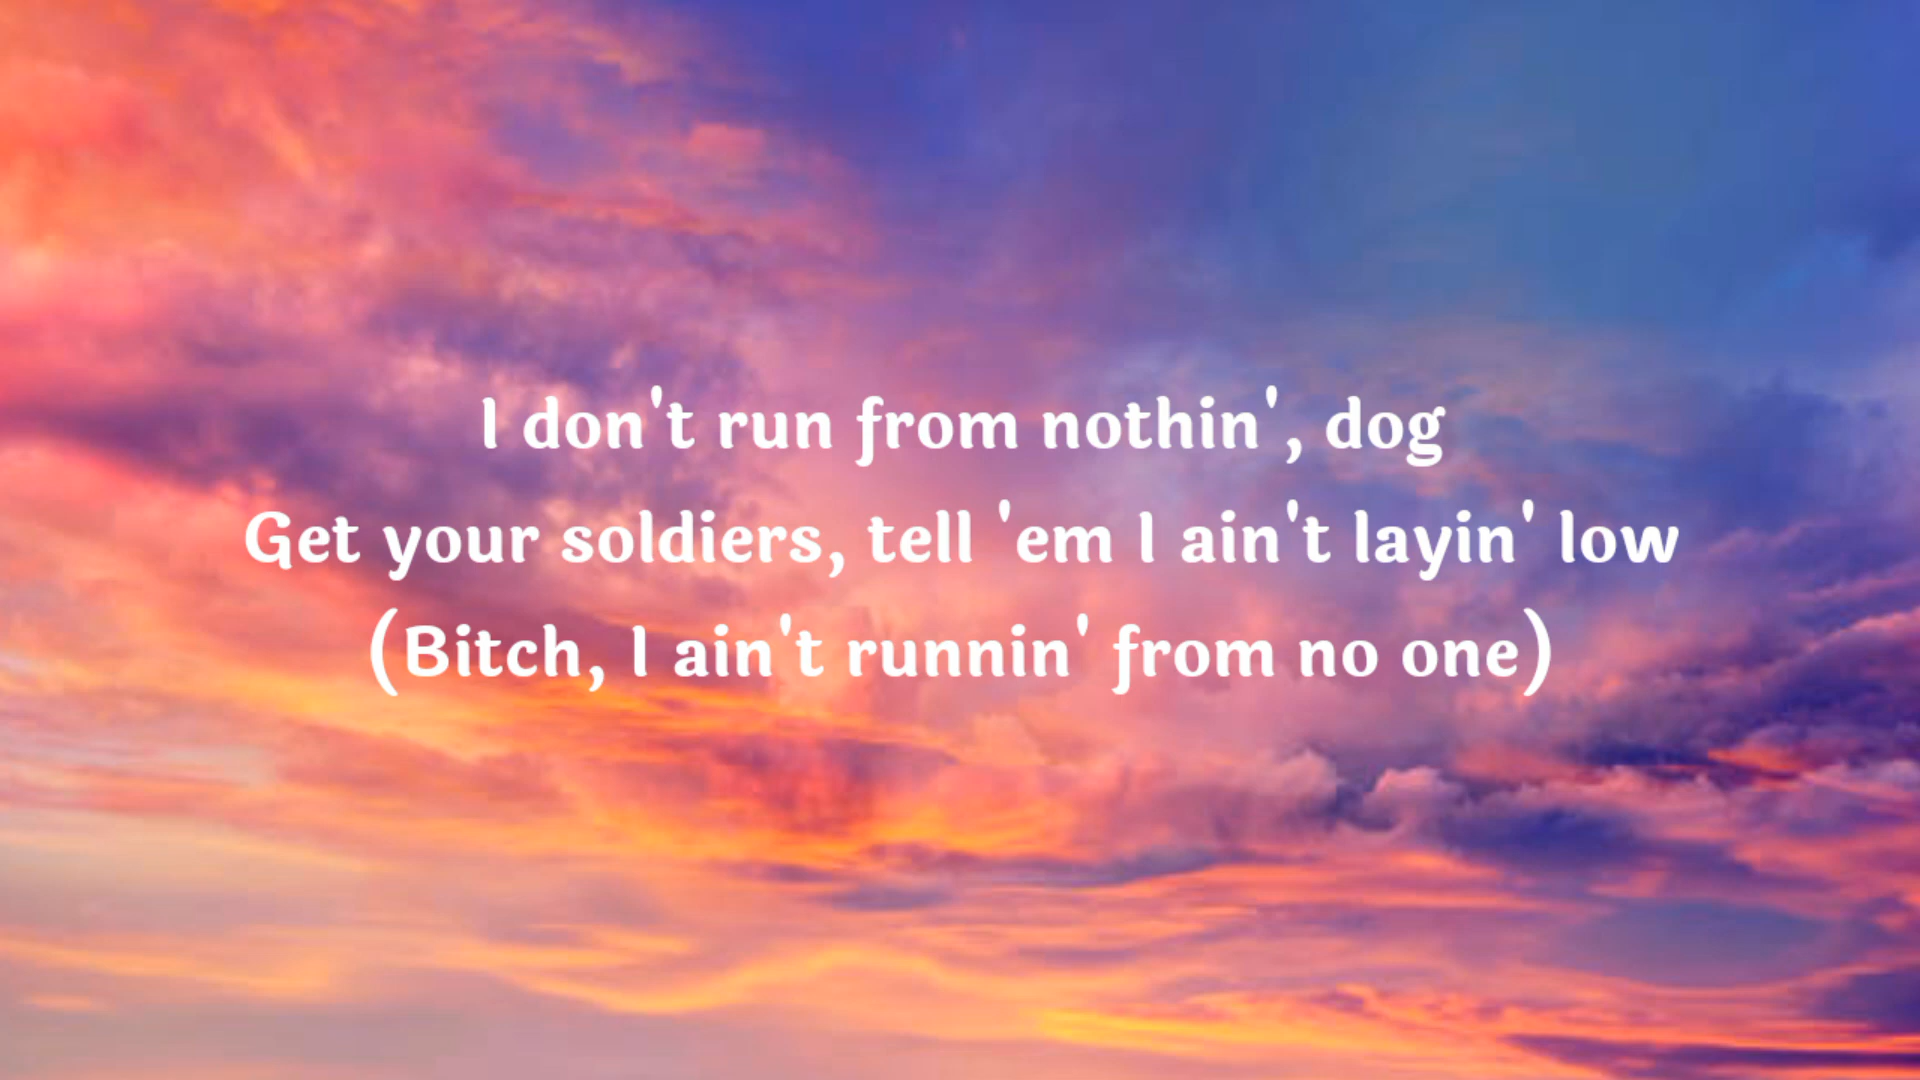 I don't run from nothin', dog
Get your soldiers, tell 'em I ain't layin' low
(Bitch, I ain't runnin' from no one)